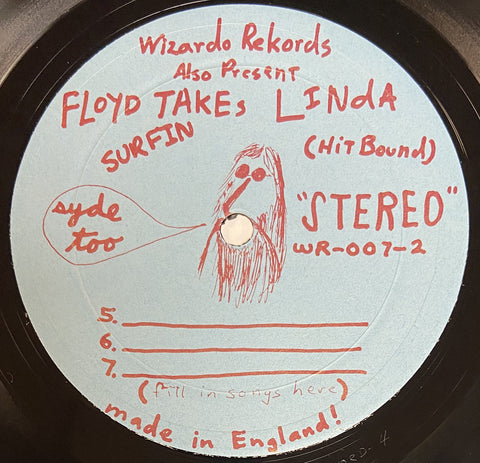 Wizardo Rekords
Also Present
FLOYD TAKEs LINdA
SURFIN
(HiT Bound)
syde
too
"STEREO"
WR-007-2
5.
6.
7.
(fill in songs here)
made in England!